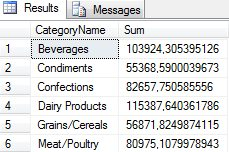 Results Messages
CategoryName Sum
1 Beverages 103924,305395126
2 Condiments 55368,5900039673
3 Confections 82657,750585556
4 Dairy Products 115387,640361786
5 Grains/Cereals 56871,8249874115
6 Meat/Poultry 80975,1079978943